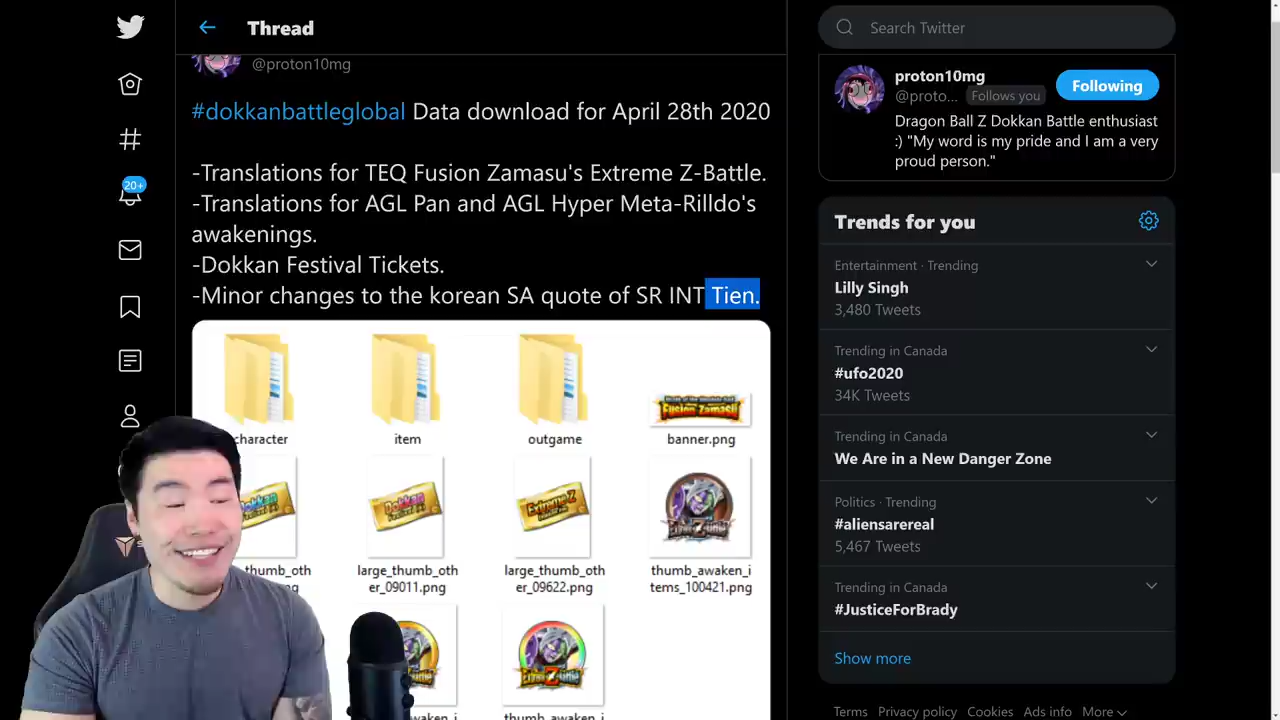 Thread
@proton10mg
#dokkanbattleglobal Data download for April 28th 2020
-Translations for TEQ Fusion Zamasu's Extreme Z-Battle.
-Translations for AGL Pan and AGL Hyper Meta-Rilldo's
awakenings.
-Dokkan Festival Tickets.
-Minor changes to the korean SA quote of SR INT Tien.
20+
character
item
outgame
Fusion Zamasu
banner.png
large_thumb_oth
er_09011.png
large_thumb_oth
er_09622.png
thumb_awaken_i
tems_100421.png
thumb_awaken_i
Search Twitter
proton10mg
@proto...
Follows you
Following
Dragon Ball Z Dokkan Battle enthusiast
:) "My word is my pride and I am a very
proud person."
Trends for you
Entertainment · Trending
Lilly Singh
3,480 Tweets
Trending in Canada
#ufo2020
34K Tweets
Trending in Canada
We Are in a New Danger Zone
Politics · Trending
#aliensarereal
5,467 Tweets
Trending in Canada
#JusticeForBrady
Show more
Terms Privacy policy Cookies Ads info More